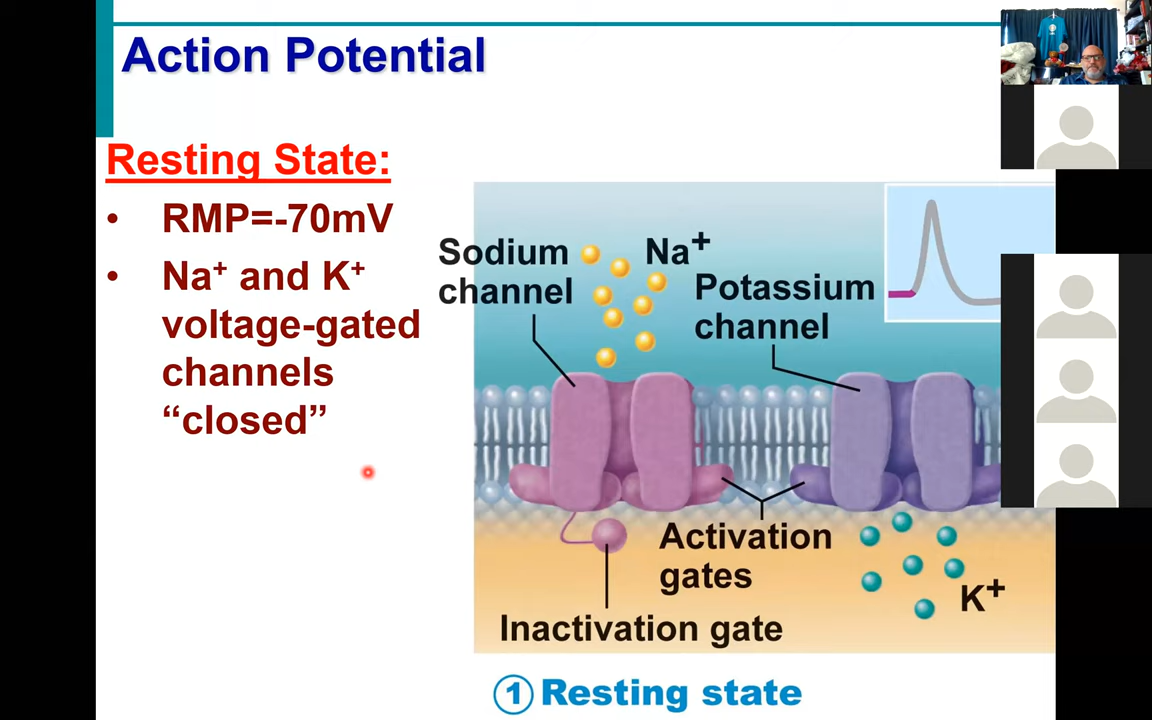 Action Potential
Resting State:
• RMP=-70mV
• Na⁺ and K⁺
voltage-gated
channels
“closed”
Sodium
channel
Na⁺
Potassium
channel
Activation
gates
K⁺
Inactivation gate
① Resting state